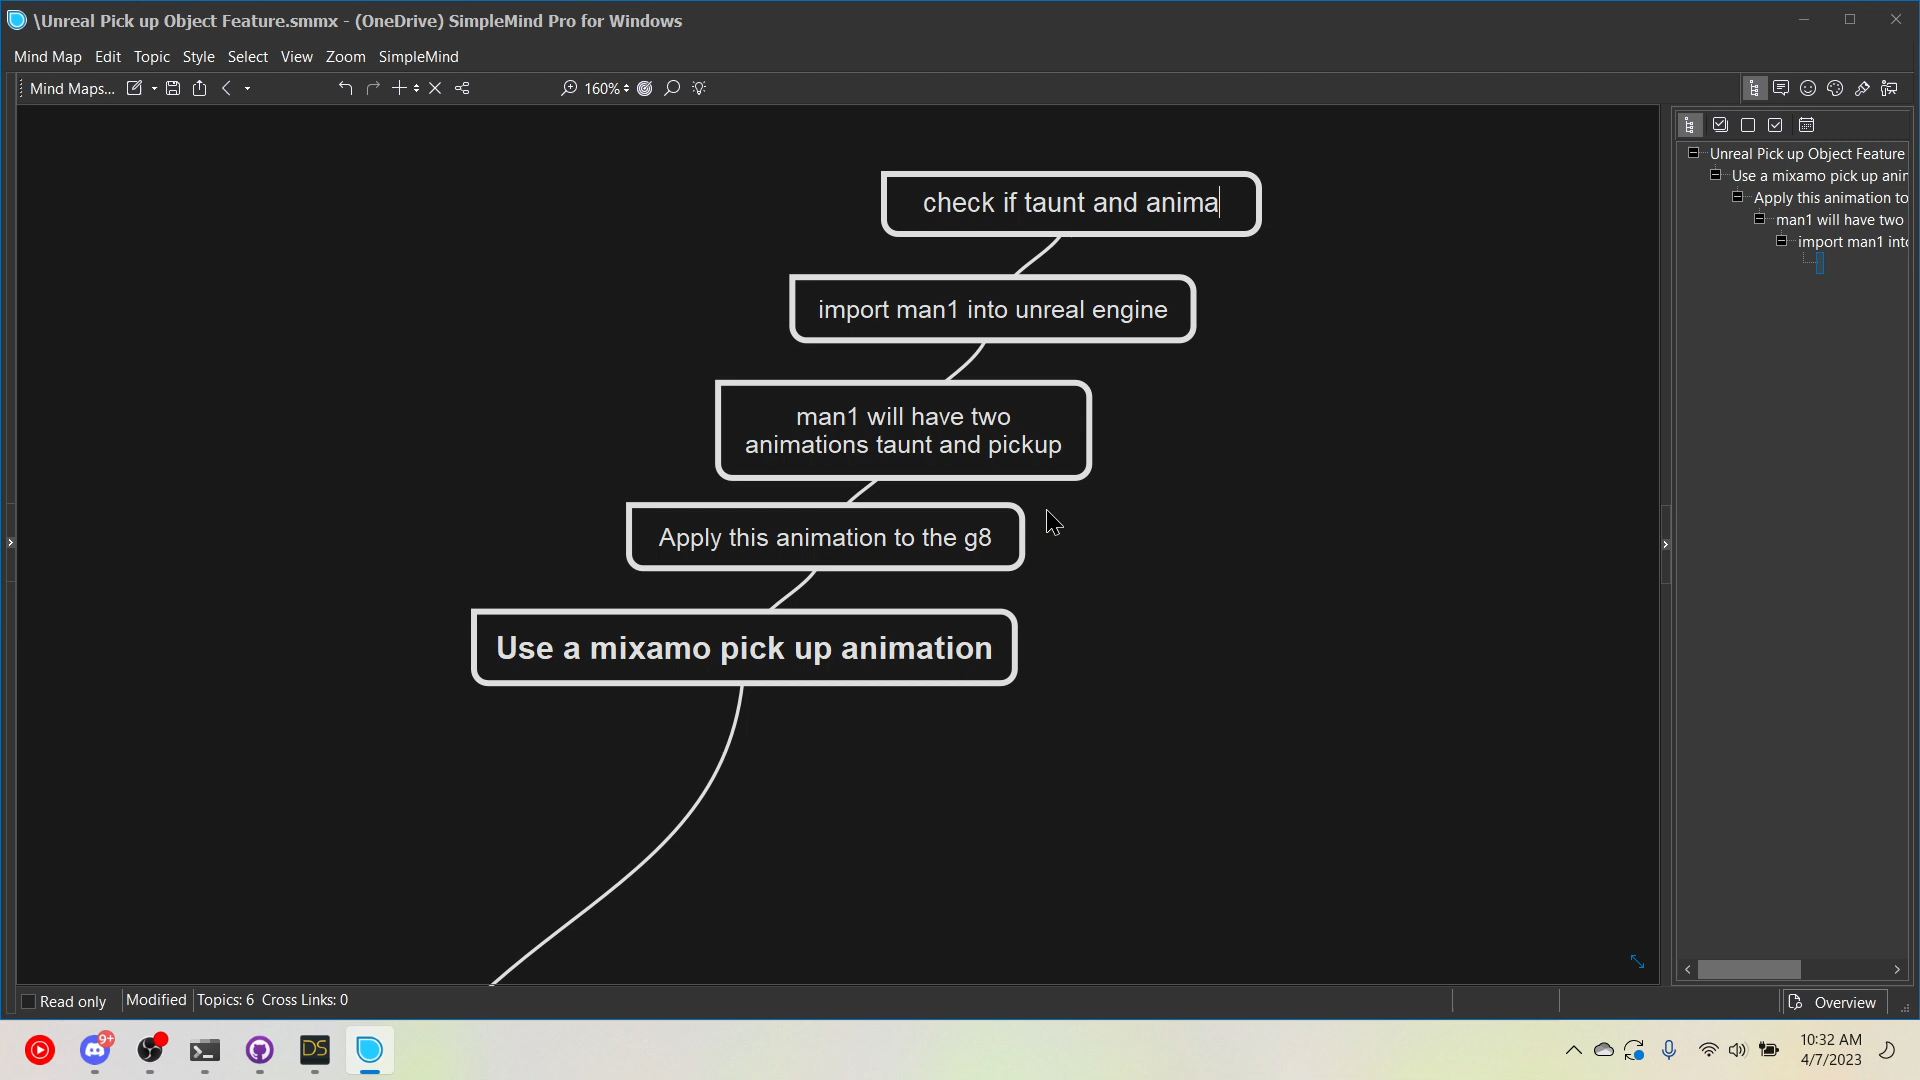 \Unreal Pick up Object Feature.smmx - (OneDrive) SimpleMind Pro for Windows
Mind Map Edit Topic Style Select View Zoom SimpleMind
Mind Maps... 160%
check if taunt and anima
import man1 into unreal engine
man1 will have two
animations taunt and pickup
Apply this animation to the g8
Use a mixamo pick up animation
Unreal Pick up Object Feature
Use a mixamo pick up anir
Apply this animation to
man1 will have two
import man1 into
Read only Modified Topics: 6 Cross Links: 0
Overview
9+
DS
10:32 AM
4/7/2023